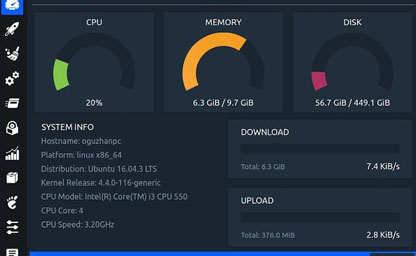 CPU
MEMORY
DISK
20%
6.3 GiB / 9.7 GiB
56.7 GiB / 449.1 GiB
SYSTEM INFO
Hostname: oguzhanpc
Platform: linux x86_64
Distribution: Ubuntu 16.04.3 LTS
Kernel Release: 4.4.0-116-generic
CPU Model: Intel(R) Core(TM) i3 CPU 550
CPU Core: 4
CPU Speed: 3.20GHz
DOWNLOAD
Total: 6.3 GiB
7.4 KiB/s
UPLOAD
Total: 376.0 MiB
2.8 KiB/s